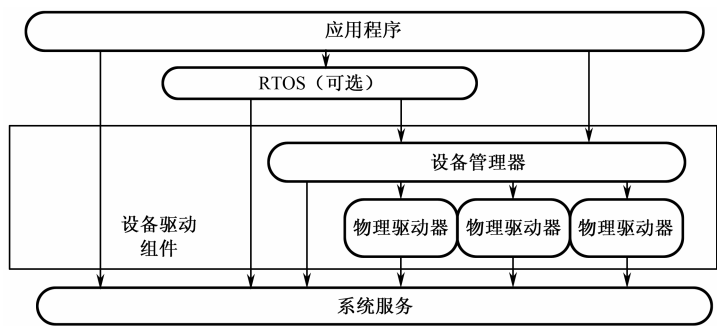 应用程序
RTOS（可选）
设备管理器
设备驱动
组件
物理驱动器
物理驱动器
物理驱动器
系统服务